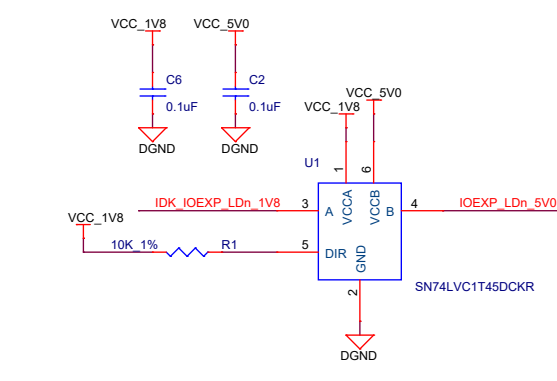 VCC_1V8
VCC_5V0
C6
0.1uF
C2
0.1uF
DGND
DGND
VCC_5V0
VCC_1V8
U1
1
6
IDK_IOEXP_LDn_1V8
3
A
VCCA
VCCB
B
4
IOEXP_LDn_5V0
VCC_1V8
10K_1%
R1
5
DIR
GND
2
SN74LVC1T45DCKR
DGND